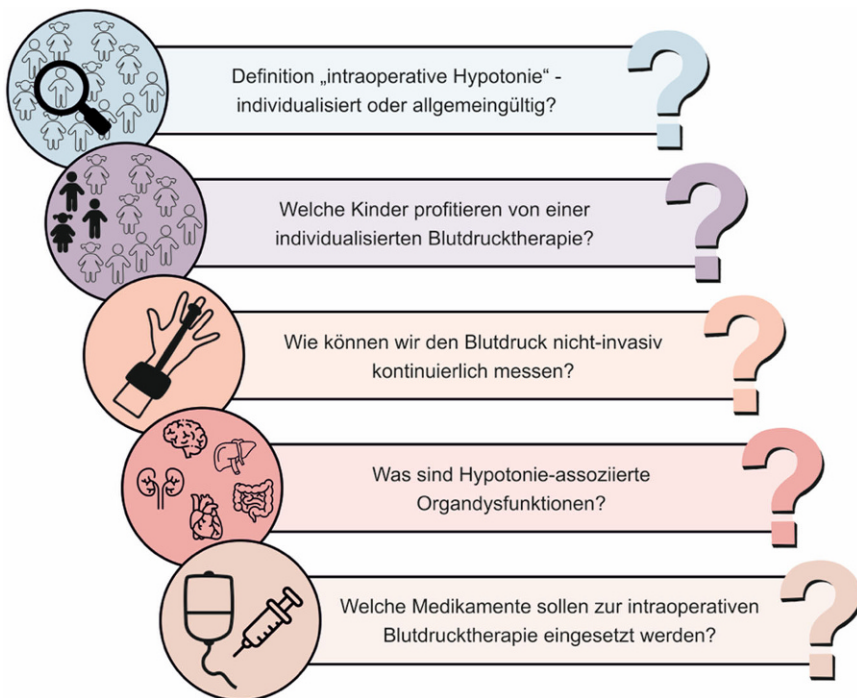 Definition „intraoperative Hypotonie“ -
individualisiert oder allgemeingültig?
?
Welche Kinder profitieren von einer
individualisierten Blutdrucktherapie?
?
Wie können wir den Blutdruck nicht-invasiv
kontinuierlich messen?
?
Was sind Hypotonie-assoziierte
Organdysfunktionen?
?
Welche Medikamente sollen zur intraoperativen
Blutdrucktherapie eingesetzt werden?
?